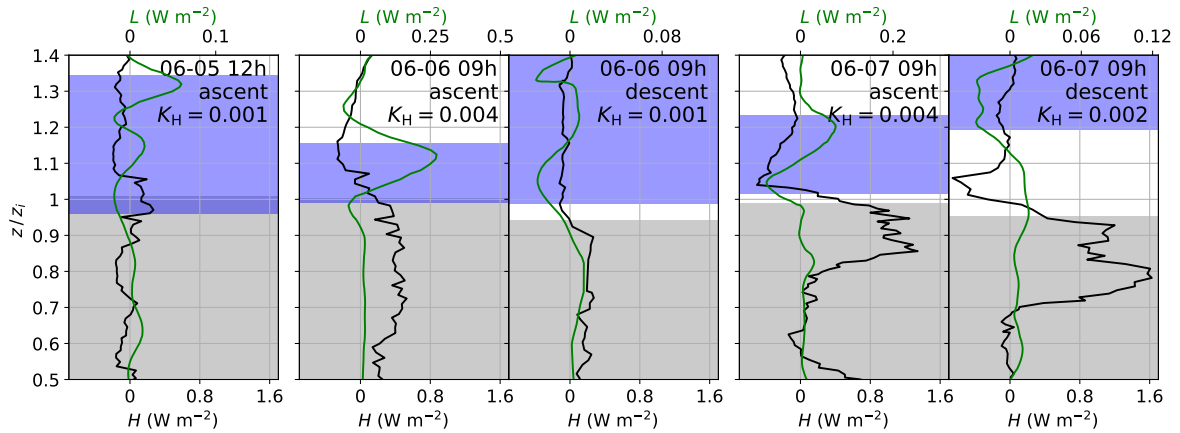 L (W m⁻²) L (W m⁻²) L (W m⁻²) L (W m⁻²) L (W m⁻²)
0 0.1 0 0.25 0.5 0 0.08 0 0.2 0 0.06 0.12
1.4
1.3
1.2
1.1
1
0.9
0.8
0.7
0.6
0.5
z/z_i
06-05 12h
ascent
K_H = 0.001
06-06 09h
ascent
K_H = 0.004
06-06 09h
descent
K_H = 0.001
06-07 09h
ascent
K_H = 0.004
06-07 09h
descent
K_H = 0.002
0 0.8 1.6 0 0.8 0 0.8 1.6 0 0.8 0 0.8 1.6
H (W m⁻²) H (W m⁻²) H (W m⁻²) H (W m⁻²) H (W m⁻²)